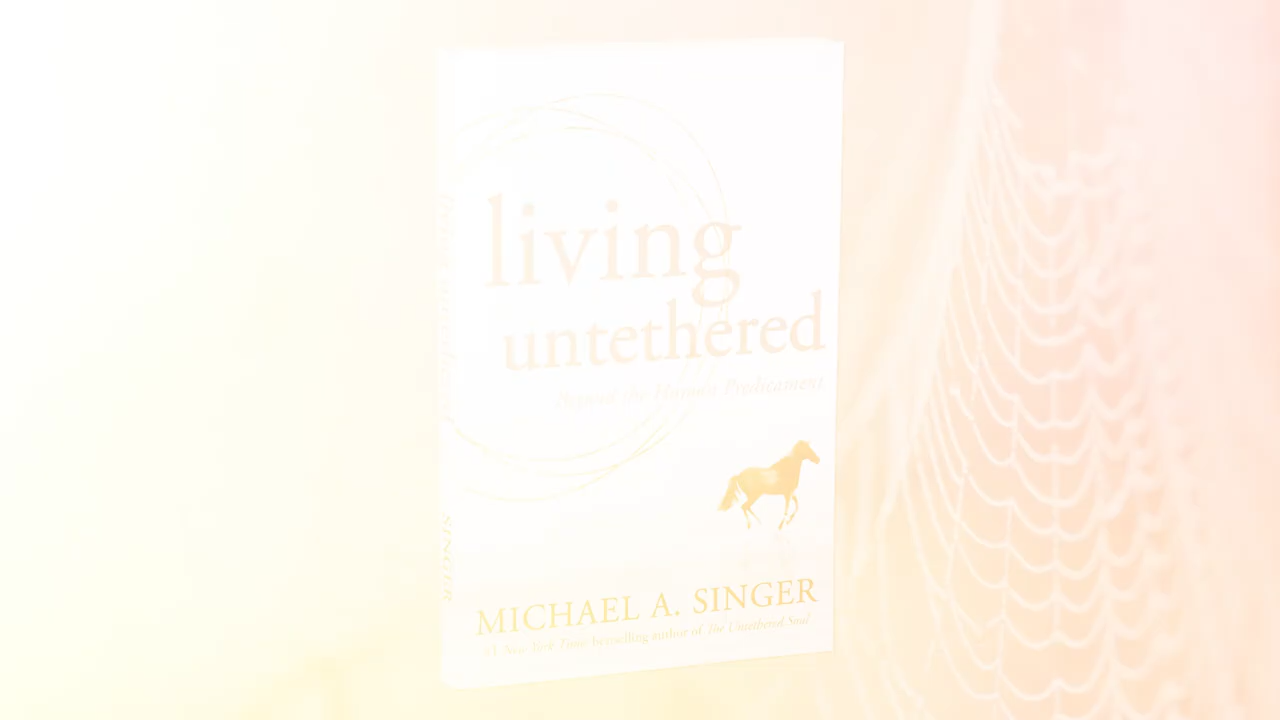 living
untethered
Beyond the Human Predicament
MICHAEL A. SINGER
#1 New York Times bestselling author of The Untethered Soul
SINGER